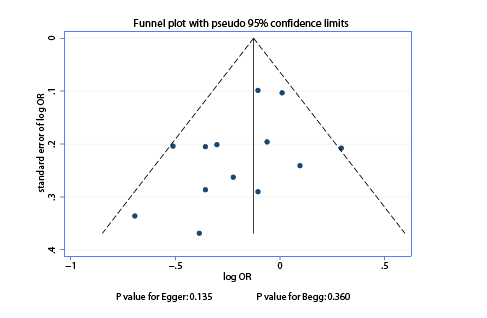 Funnel plot with pseudo 95% confidence limits
standard error of log OR
0
.1
.2
.3
.4
-1
-.5
0
.5
log OR
P value for Egger: 0.135
P value for Begg: 0.360